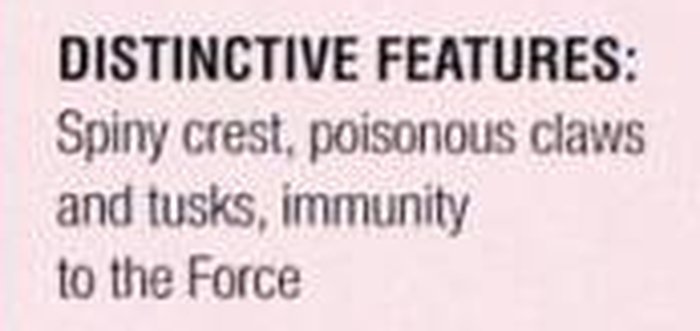 DISTINCTIVE FEATURES:
Spiny crest, poisonous claws
and tusks, immunity
to the Force